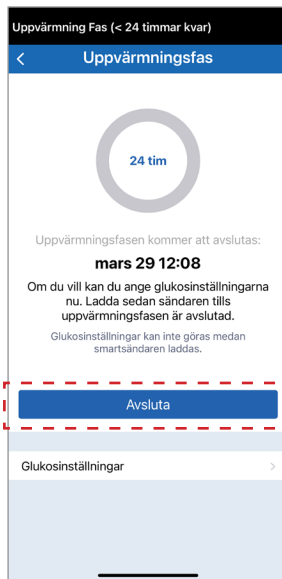 Uppvärmning Fas (< 24 timmar kvar)
Uppvärmningsfas
24 tim
Uppvärmningsfasen kommer att avslutas:
mars 29 12:08
Om du vill kan du ange glukosinställningarna
nu. Ladda sedan sändaren tills
uppvärmningsfasen är avslutad.
Glukosinställningar kan inte göras medan
smartsändaren laddas.
Avsluta
Glukosinställningar